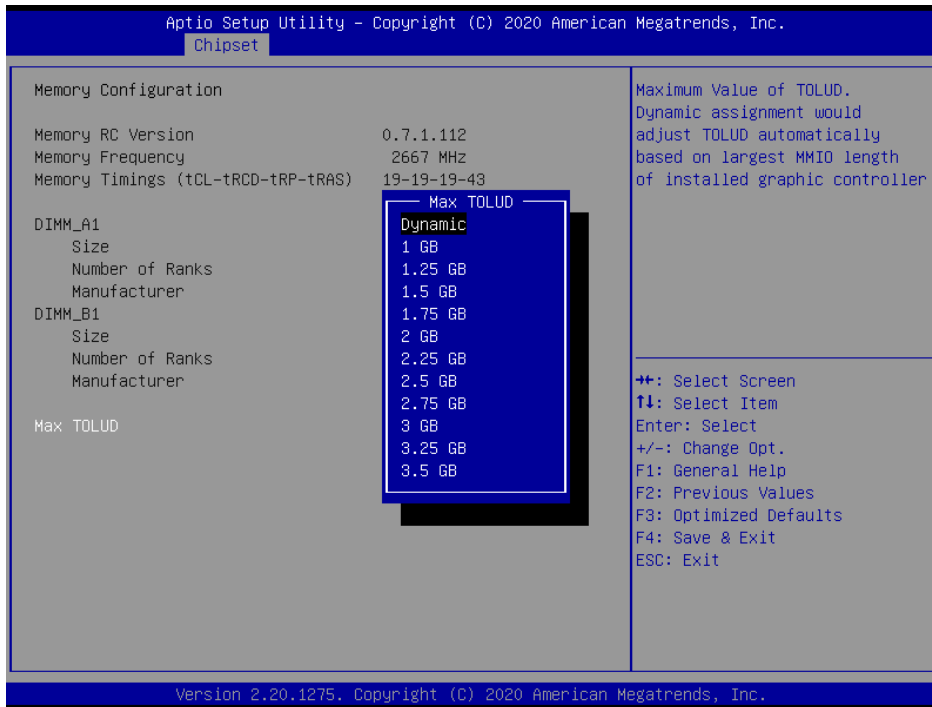 Aptio Setup Utility – Copyright (C) 2020 American Megatrends, Inc.
Chipset
Memory Configuration
Memory RC Version 0.7.1.112
Memory Frequency 2667 MHz
Memory Timings (tCL-tRCD-tRP-tRAS) 19-19-19-43
DIMM_A1
Size
Number of Ranks
Manufacturer
DIMM_B1
Size
Number of Ranks
Manufacturer
Max TOLUD
Max TOLUD
Dynamic
1 GB
1.25 GB
1.5 GB
1.75 GB
2 GB
2.25 GB
2.5 GB
2.75 GB
3 GB
3.25 GB
3.5 GB
Maximum Value of TOLUD.
Dynamic assignment would
adjust TOLUD automatically
based on largest MMIO length
of installed graphic controller
→←: Select Screen
↑↓: Select Item
Enter: Select
+/-: Change Opt.
F1: General Help
F2: Previous Values
F3: Optimized Defaults
F4: Save & Exit
ESC: Exit
Version 2.20.1275. Copyright (C) 2020 American Megatrends, Inc.